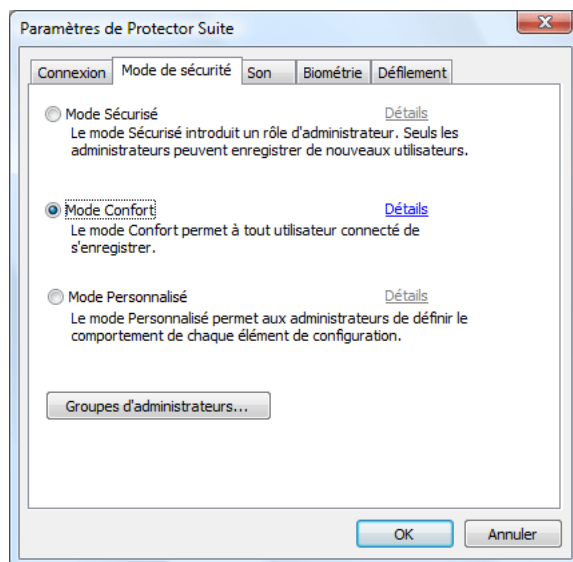 Paramètres de Protector Suite
Connexion Mode de sécurité Son Biométrie Défilement
Mode Sécurisé Détails
Le mode Sécurisé introduit un rôle d'administrateur. Seuls les
administrateurs peuvent enregistrer de nouveaux utilisateurs.
Mode Confort Détails
Le mode Confort permet à tout utilisateur connecté de
s'enregistrer.
Mode Personnalisé Détails
Le mode Personnalisé permet aux administrateurs de définir le
comportement de chaque élément de configuration.
Groupes d'administrateurs...
OK Annuler